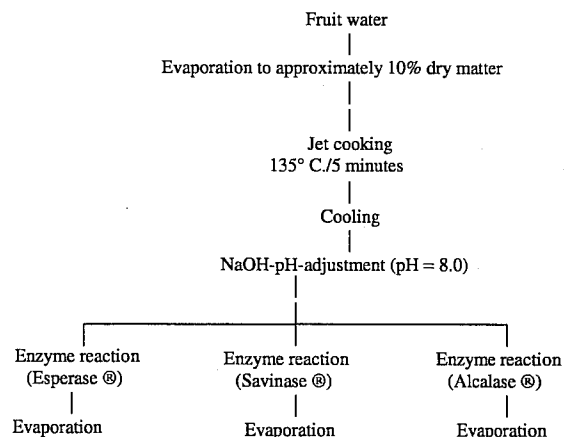 Fruit water
Evaporation to approximately 10% dry matter
Jet cooking
135° C./5 minutes
Cooling
NaOH-pH-adjustment (pH = 8.0)
Enzyme reaction
(Esperase ®)
Enzyme reaction
(Savinase ®)
Enzyme reaction
(Alcalase ®)
Evaporation
Evaporation
Evaporation